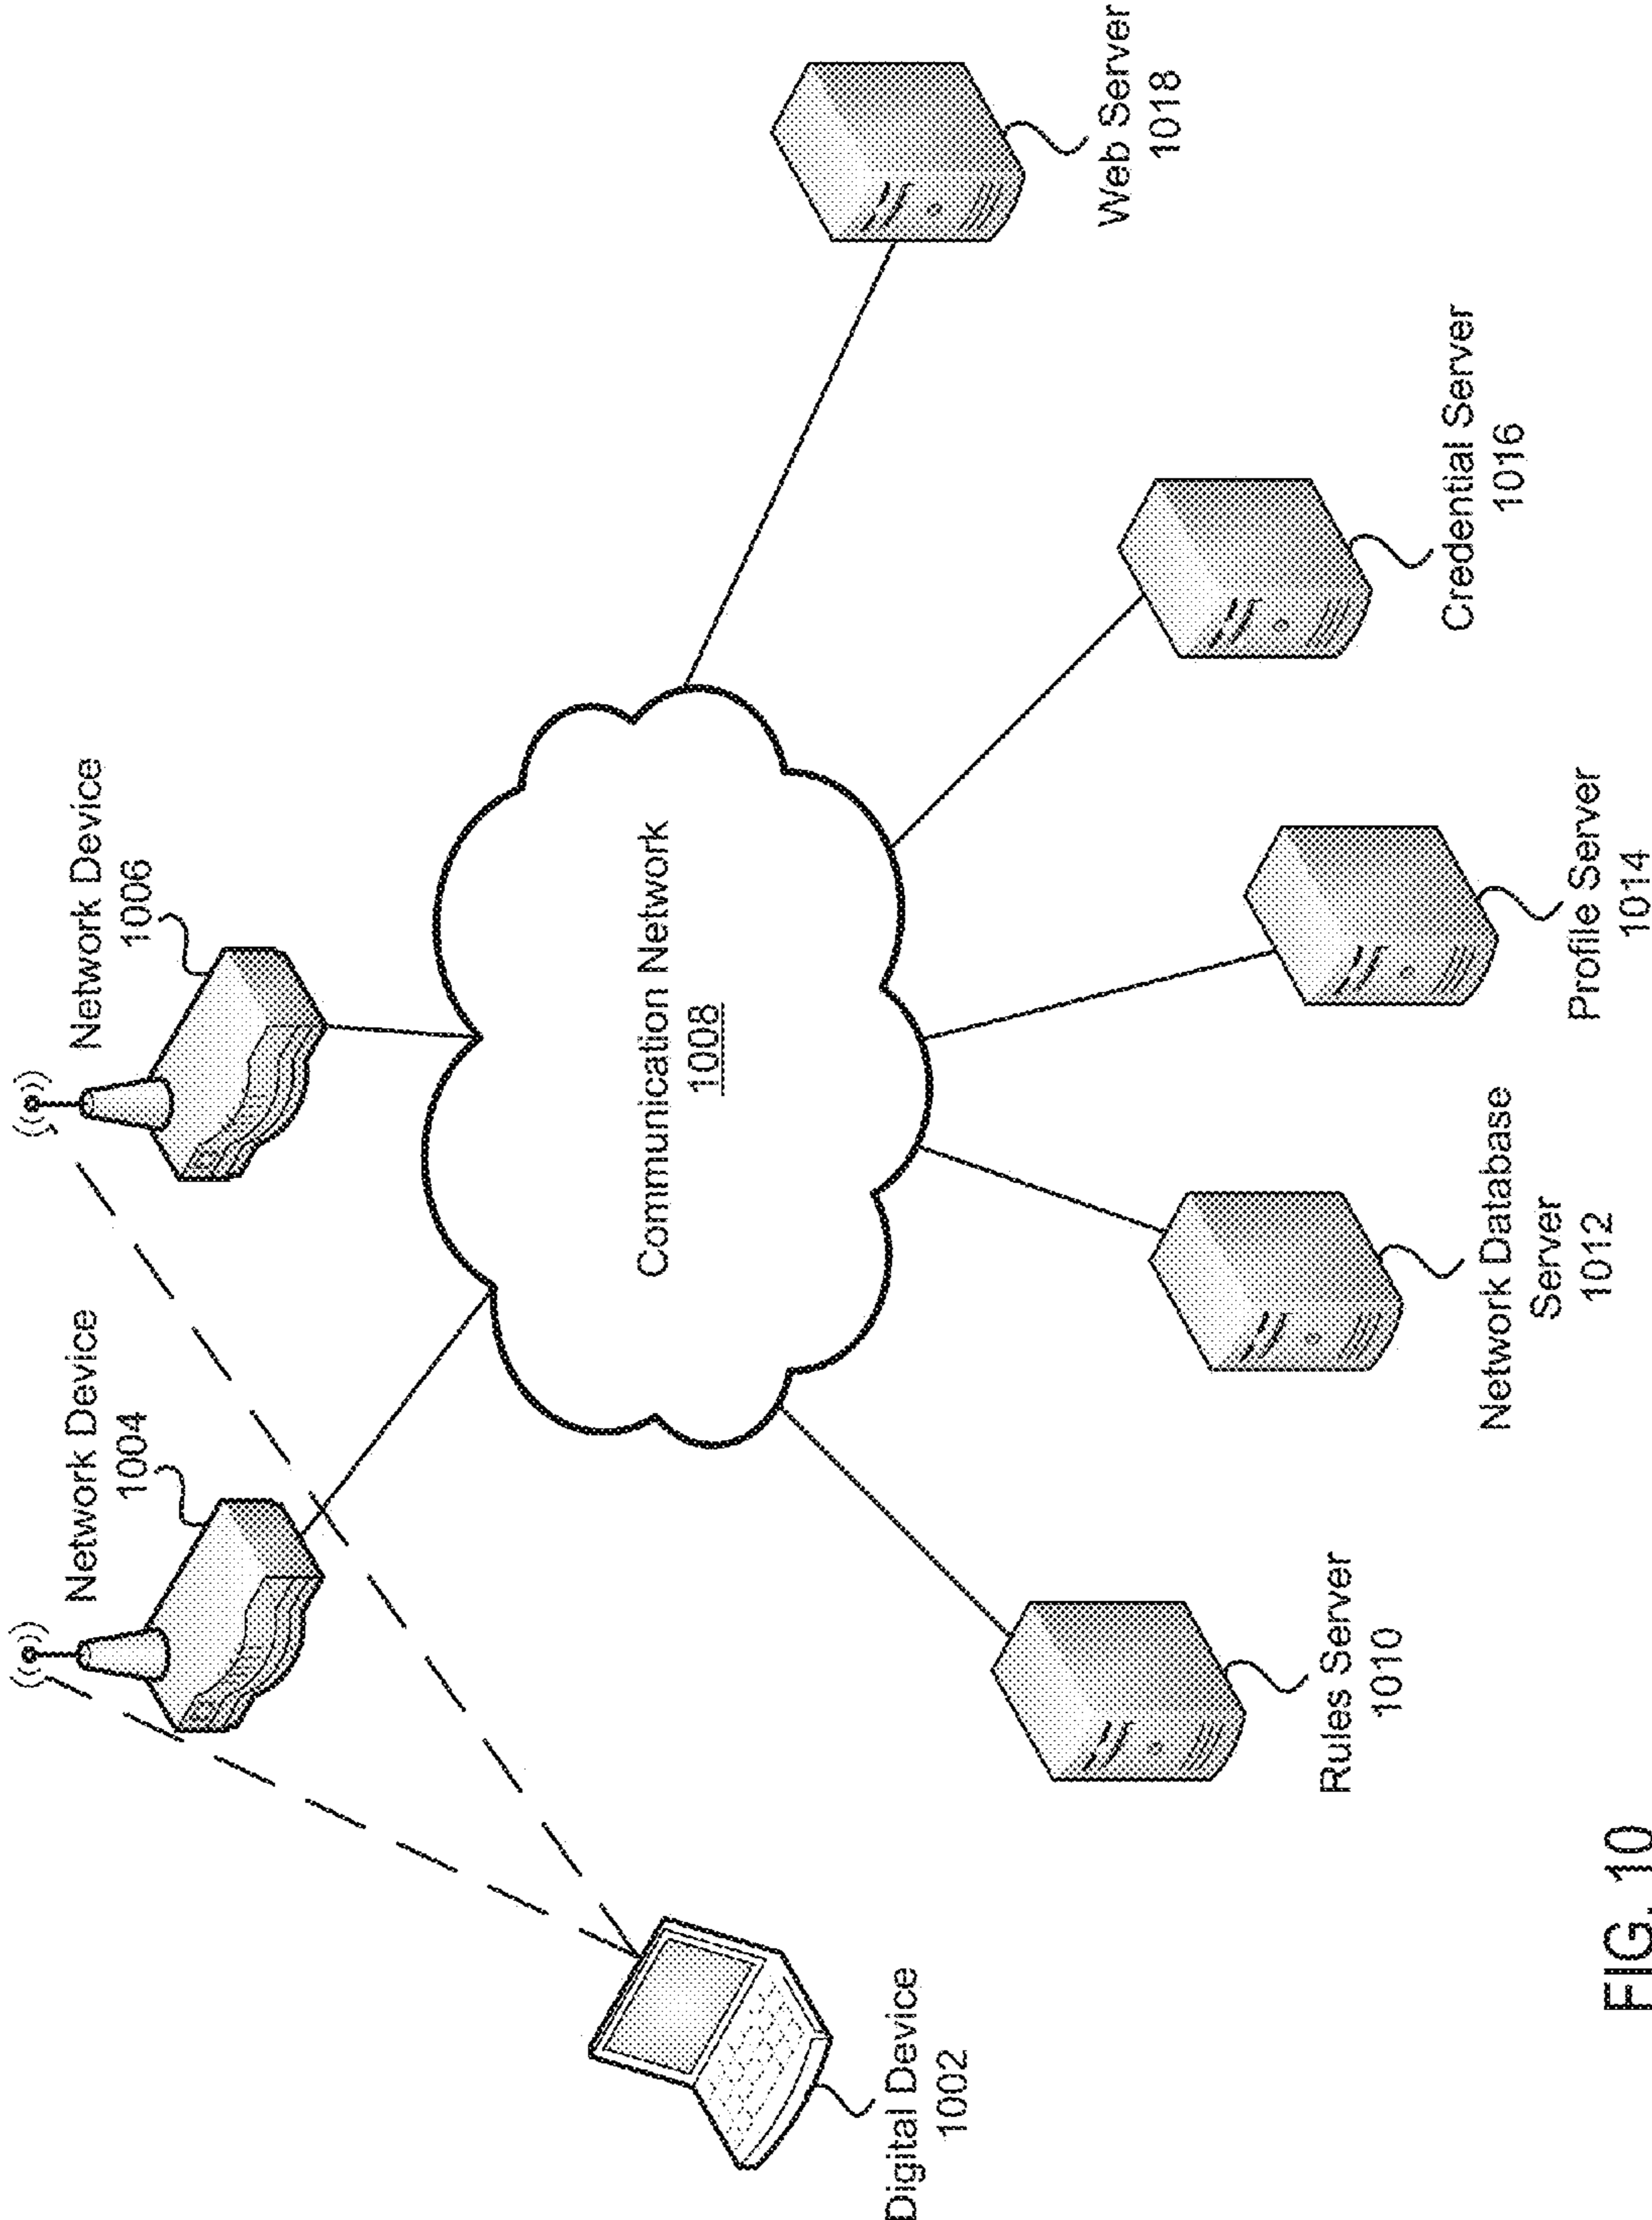 Network Device
1004
Network Device
1006
Digital Device
1002
Communication Network
1008
Web Server
1018
Rules Server
1010
Network Database
Server
1012
Profile Server
1014
Credential Server
1016
FIG. 10